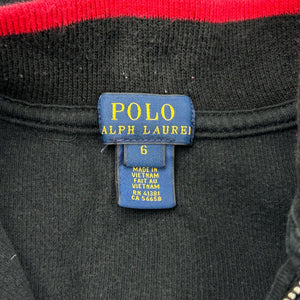 POLO
RALPH LAUREN
6
MADE IN
VIETNAM
FAIT AU
VIETNAM
RN 41381
CA 56658